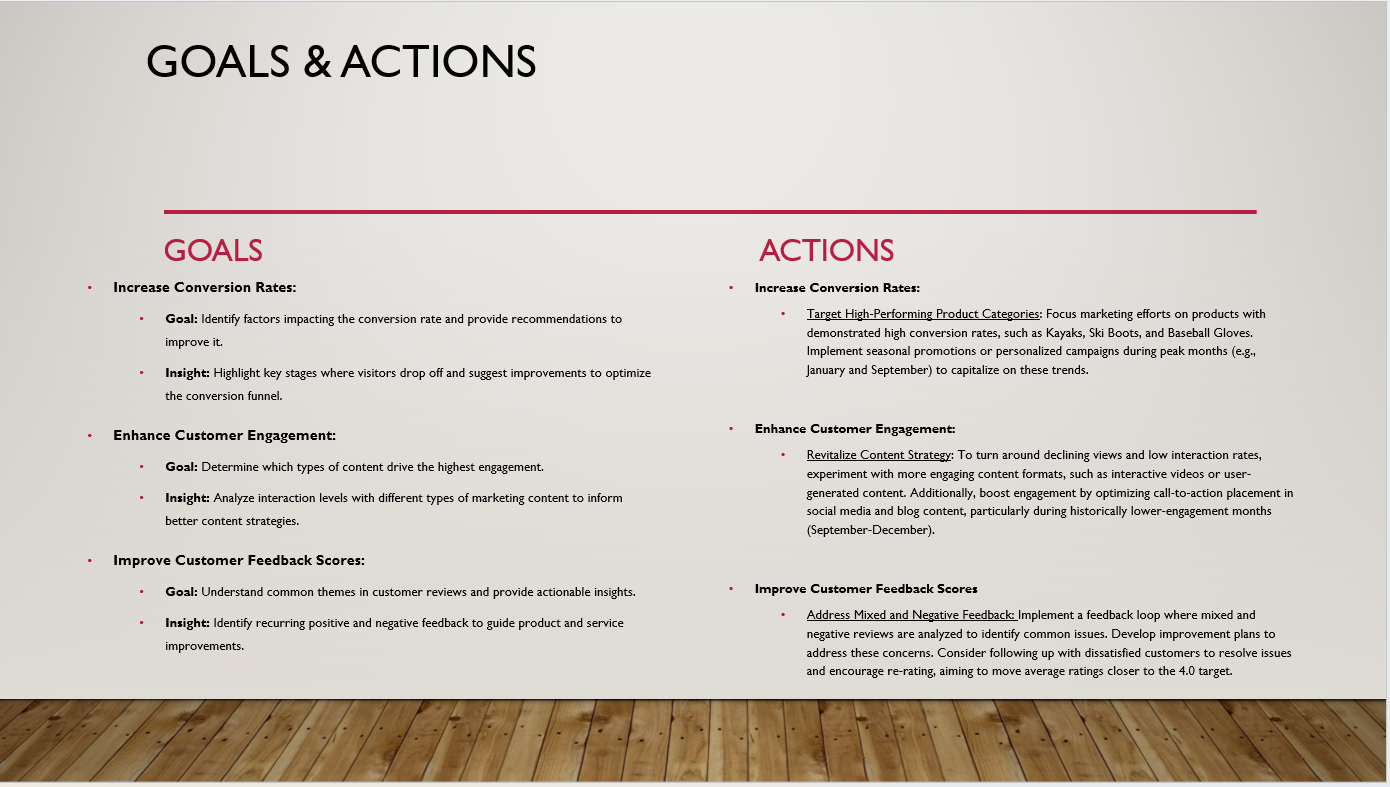 GOALS & ACTIONS
GOALS
• Increase Conversion Rates:
• Goal: Identify factors impacting the conversion rate and provide recommendations to
improve it.
• Insight: Highlight key stages where visitors drop off and suggest improvements to optimize
the conversion funnel.
• Enhance Customer Engagement:
• Goal: Determine which types of content drive the highest engagement.
• Insight: Analyze interaction levels with different types of marketing content to inform
better content strategies.
• Improve Customer Feedback Scores:
• Goal: Understand common themes in customer reviews and provide actionable insights.
• Insight: Identify recurring positive and negative feedback to guide product and service
improvements.
ACTIONS
• Increase Conversion Rates:
• Target High-Performing Product Categories: Focus marketing efforts on products with
demonstrated high conversion rates, such as Kayaks, Ski Boots, and Baseball Gloves.
Implement seasonal promotions or personalized campaigns during peak months (e.g.,
January and September) to capitalize on these trends.
• Enhance Customer Engagement:
• Revitalize Content Strategy: To turn around declining views and low interaction rates,
experiment with more engaging content formats, such as interactive videos or user-
generated content. Additionally, boost engagement by optimizing call-to-action placement in
social media and blog content, particularly during historically lower-engagement months
(September-December).
• Improve Customer Feedback Scores
• Address Mixed and Negative Feedback: Implement a feedback loop where mixed and
negative reviews are analyzed to identify common issues. Develop improvement plans to
address these concerns. Consider following up with dissatisfied customers to resolve issues
and encourage re-rating, aiming to move average ratings closer to the 4.0 target.